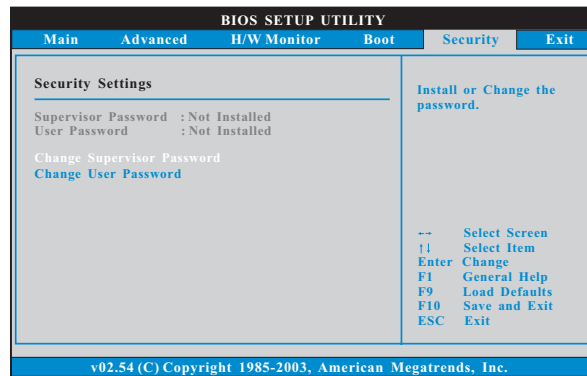 BIOS SETUP UTILITY
Main Advanced H/W Monitor Boot Security Exit
Security Settings
Supervisor Password : Not Installed
User Password : Not Installed
Change Supervisor Password
Change User Password
Install or Change the
password.
←→ Select Screen
↑↓ Select Item
Enter Change
F1 General Help
F9 Load Defaults
F10 Save and Exit
ESC Exit
v02.54 (C) Copyright 1985-2003, American Megatrends, Inc.